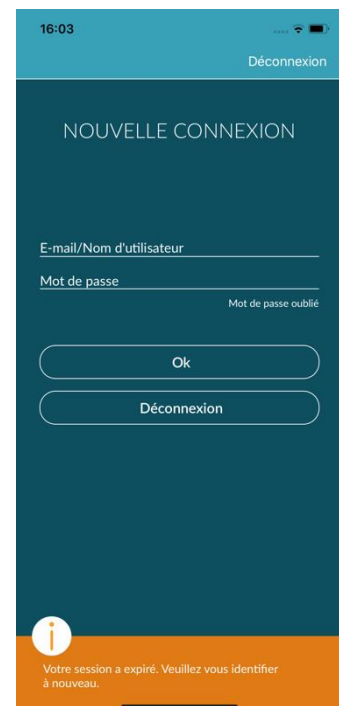 16:03
Déconnexion
NOUVELLE CONNEXION
E-mail/Nom d'utilisateur
Mot de passe
Mot de passe oublié
Ok
Déconnexion
i
Votre session a expiré. Veuillez vous identifier
à nouveau.